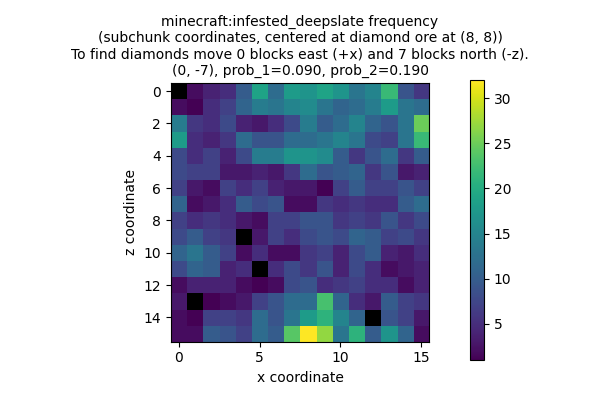 minecraft:infested_deepslate frequency
(subchunk coordinates, centered at diamond ore at (8, 8))
To find diamonds move 0 blocks east (+x) and 7 blocks north (-z).
(0, -7), prob_1=0.090, prob_2=0.190
0
2
4
6
8
10
12
14
z coordinate
0 5 10 15
x coordinate
30
25
20
15
10
5